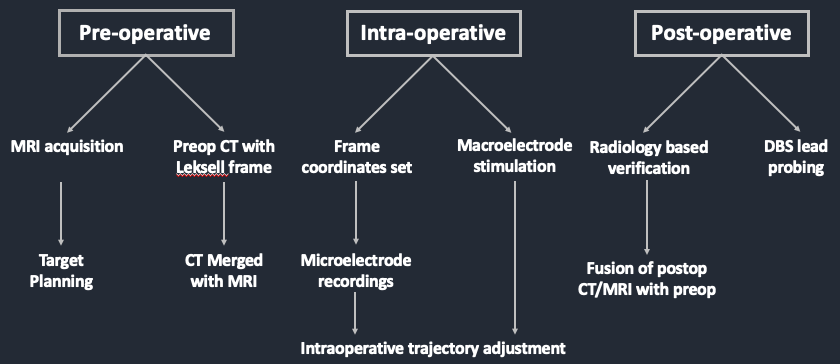 Pre-operative
Intra-operative
Post-operative
MRI acquisition
Preop CT with
Leksell frame
Frame
coordinates set
Macroelectrode
stimulation
Radiology based
verification
DBS lead
probing
Target
Planning
CT Merged
with MRI
Microelectrode
recordings
Fusion of postop
CT/MRI with preop
Intraoperative trajectory adjustment